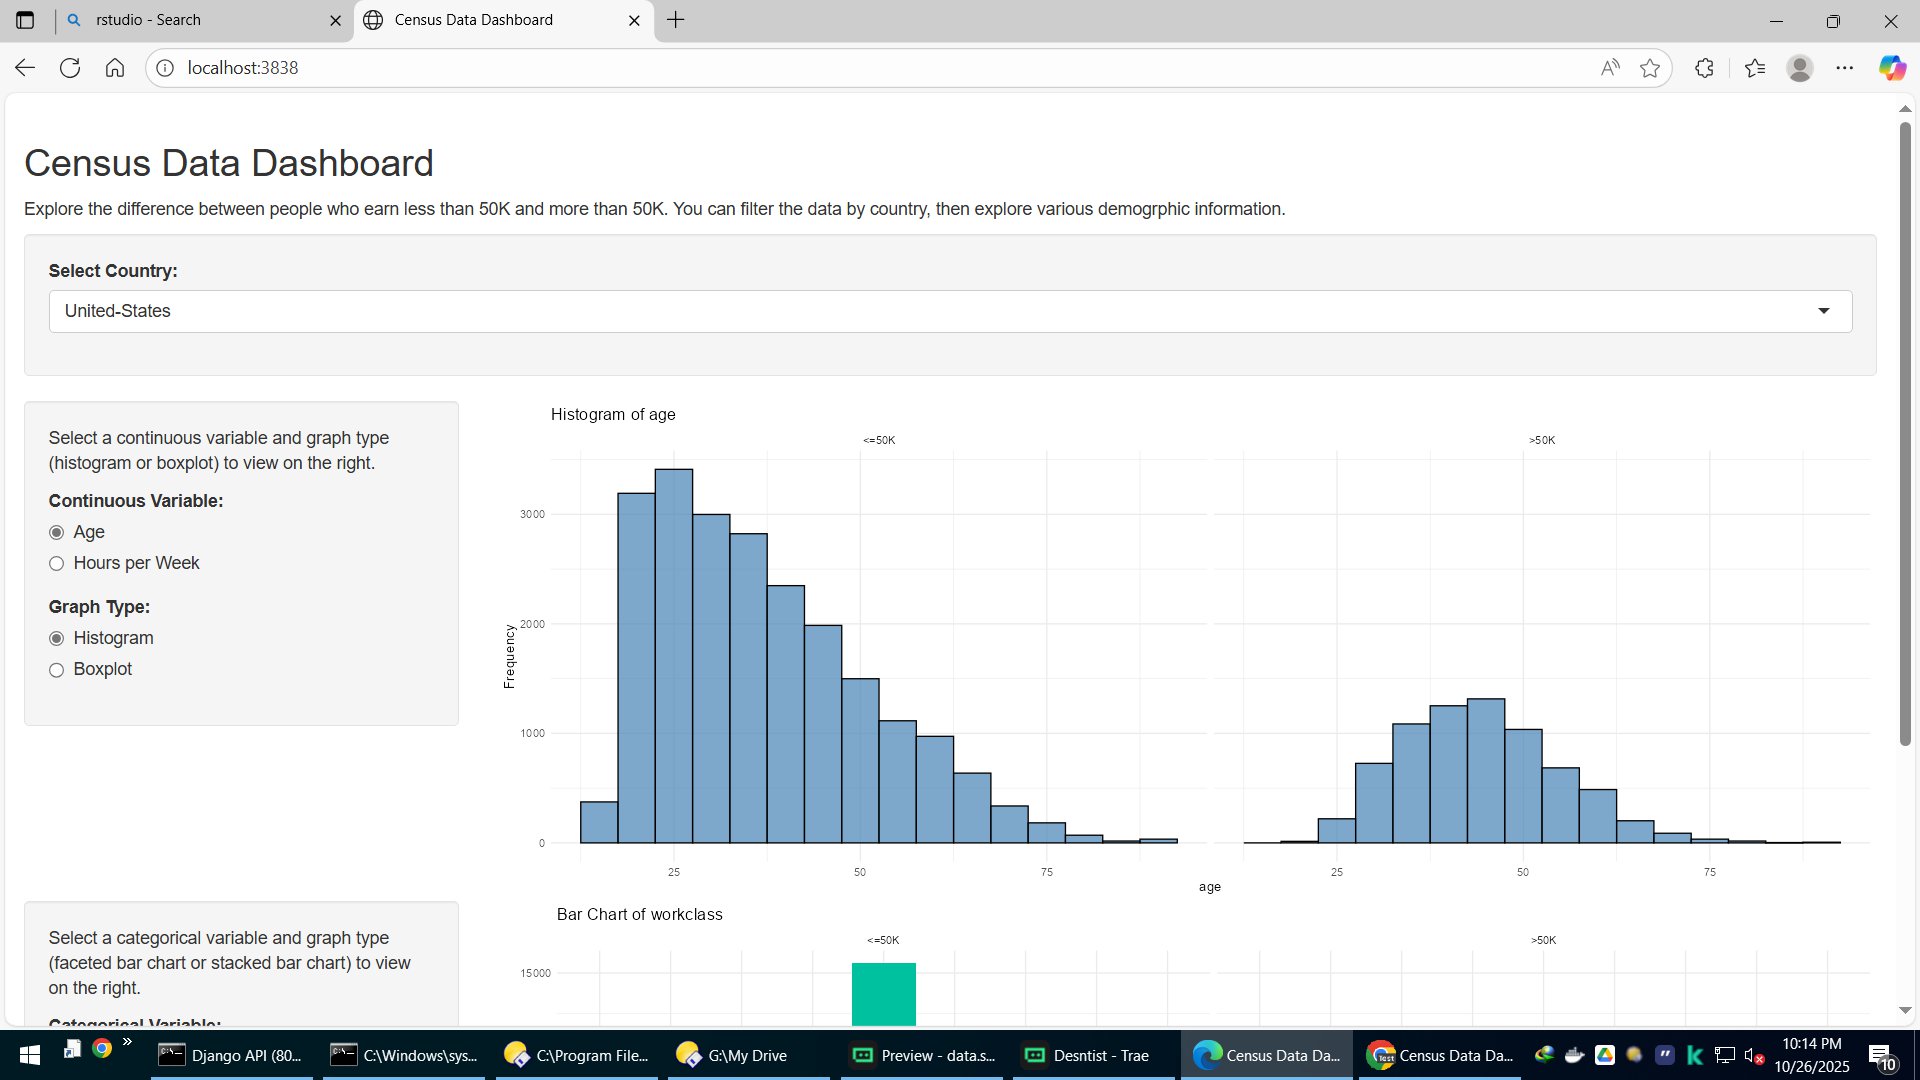 rstudio - Search
Census Data Dashboard
localhost:3838
Census Data Dashboard
Explore the difference between people who earn less than 50K and more than 50K. You can filter the data by country, then explore various demogrphic information.
Select Country:
United-States
Select a continuous variable and graph type
(histogram or boxplot) to view on the right.
Continuous Variable:
Age
Hours per Week
Graph Type:
Histogram
Boxplot
Histogram of age
<=50K
>50K
Frequency
3000
2000
1000
0
25
50
75
25
50
75
age
Select a categorical variable and graph type
(faceted bar chart or stacked bar chart) to view
on the right.
Categorical Variable:
Bar Chart of workclass
<=50K
>50K
15000
Django API (80...
C:\Windows\sys...
C:\Program File...
G:\My Drive
Preview - data.s...
Desntist - Trae
Census Data Da...
Test
Census Data Da...
10:14 PM
10/26/2025
10